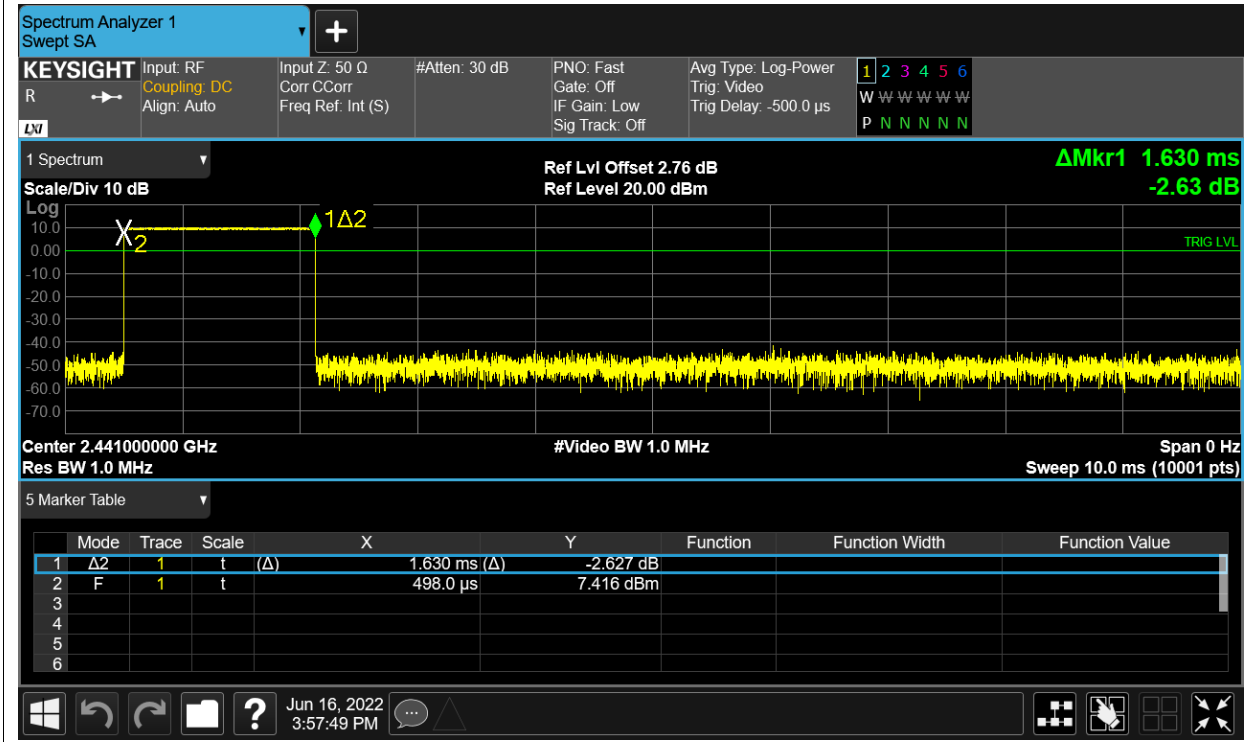 Spectrum Analyzer 1
Swept SA
KEYSIGHT
R
LXI
Input: RF
Coupling: DC
Align: Auto
Input Z: 50 Ω
Corr CCorr
Freq Ref: Int (S)
#Atten: 30 dB
PNO: Fast
Gate: Off
IF Gain: Low
Sig Track: Off
Avg Type: Log-Power
Trig: Video
Trig Delay: -500.0 µs
1 2 3 4 5 6
W W W W W W
P N N N N N
1 Spectrum
Scale/Div 10 dB
Ref Lvl Offset 2.76 dB
Ref Level 20.00 dBm
ΔMkr1 1.630 ms
-2.63 dB
Log
10.0
0.00
-10.0
-20.0
-30.0
-40.0
-50.0
-60.0
-70.0
X2
1Δ2
TRIG LVL
Center 2.441000000 GHz
Res BW 1.0 MHz
#Video BW 1.0 MHz
Span 0 Hz
Sweep 10.0 ms (10001 pts)
5 Marker Table
Mode Trace Scale X Y Function Function Width Function Value
1 Δ2 1 t (Δ) 1.630 ms (Δ) -2.627 dB
2 F 1 t 498.0 µs 7.416 dBm
3
4
5
6
?
Jun 16, 2022
3:57:49 PM